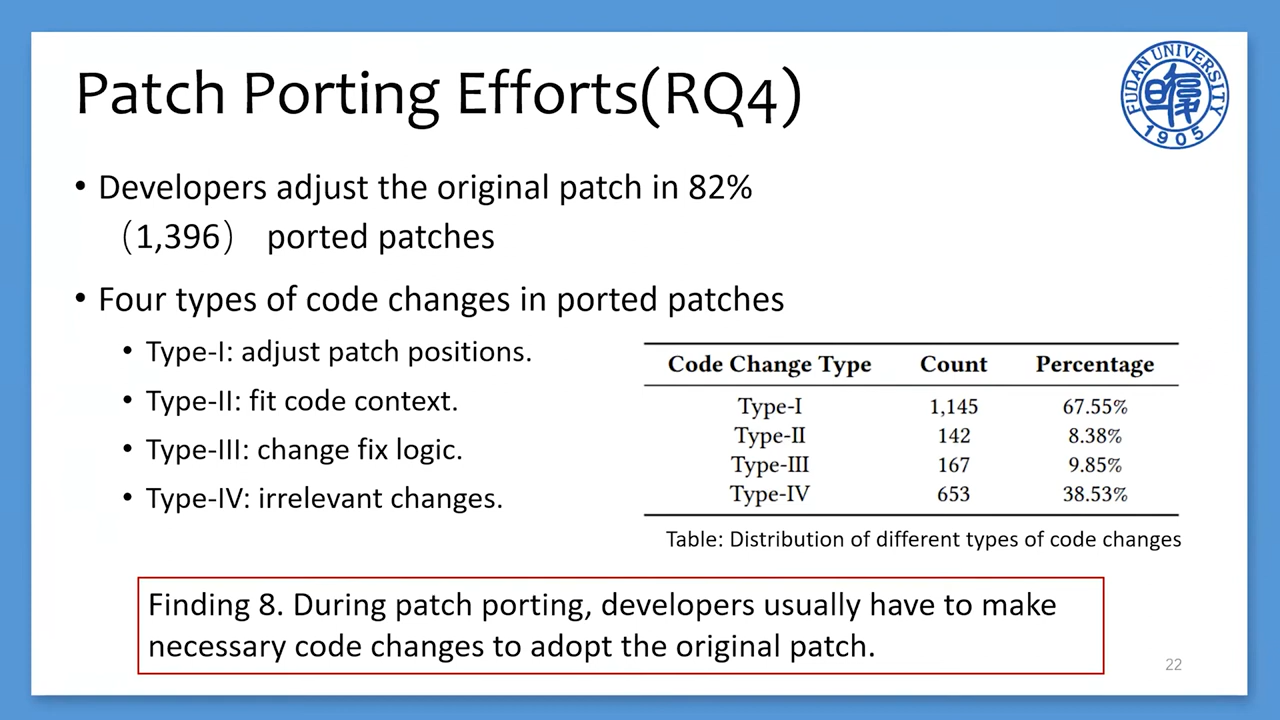 Patch Porting Efforts(RQ4)
FUDAN UNIVERSITY
1905
• Developers adjust the original patch in 82%
（1,396） ported patches
• Four types of code changes in ported patches
• Type-I: adjust patch positions.
• Type-II: fit code context.
• Type-III: change fix logic.
• Type-IV: irrelevant changes.
Code Change Type Count Percentage
Type-I 1,145 67.55%
Type-II 142 8.38%
Type-III 167 9.85%
Type-IV 653 38.53%
Table: Distribution of different types of code changes
Finding 8. During patch porting, developers usually have to make
necessary code changes to adopt the original patch.
22